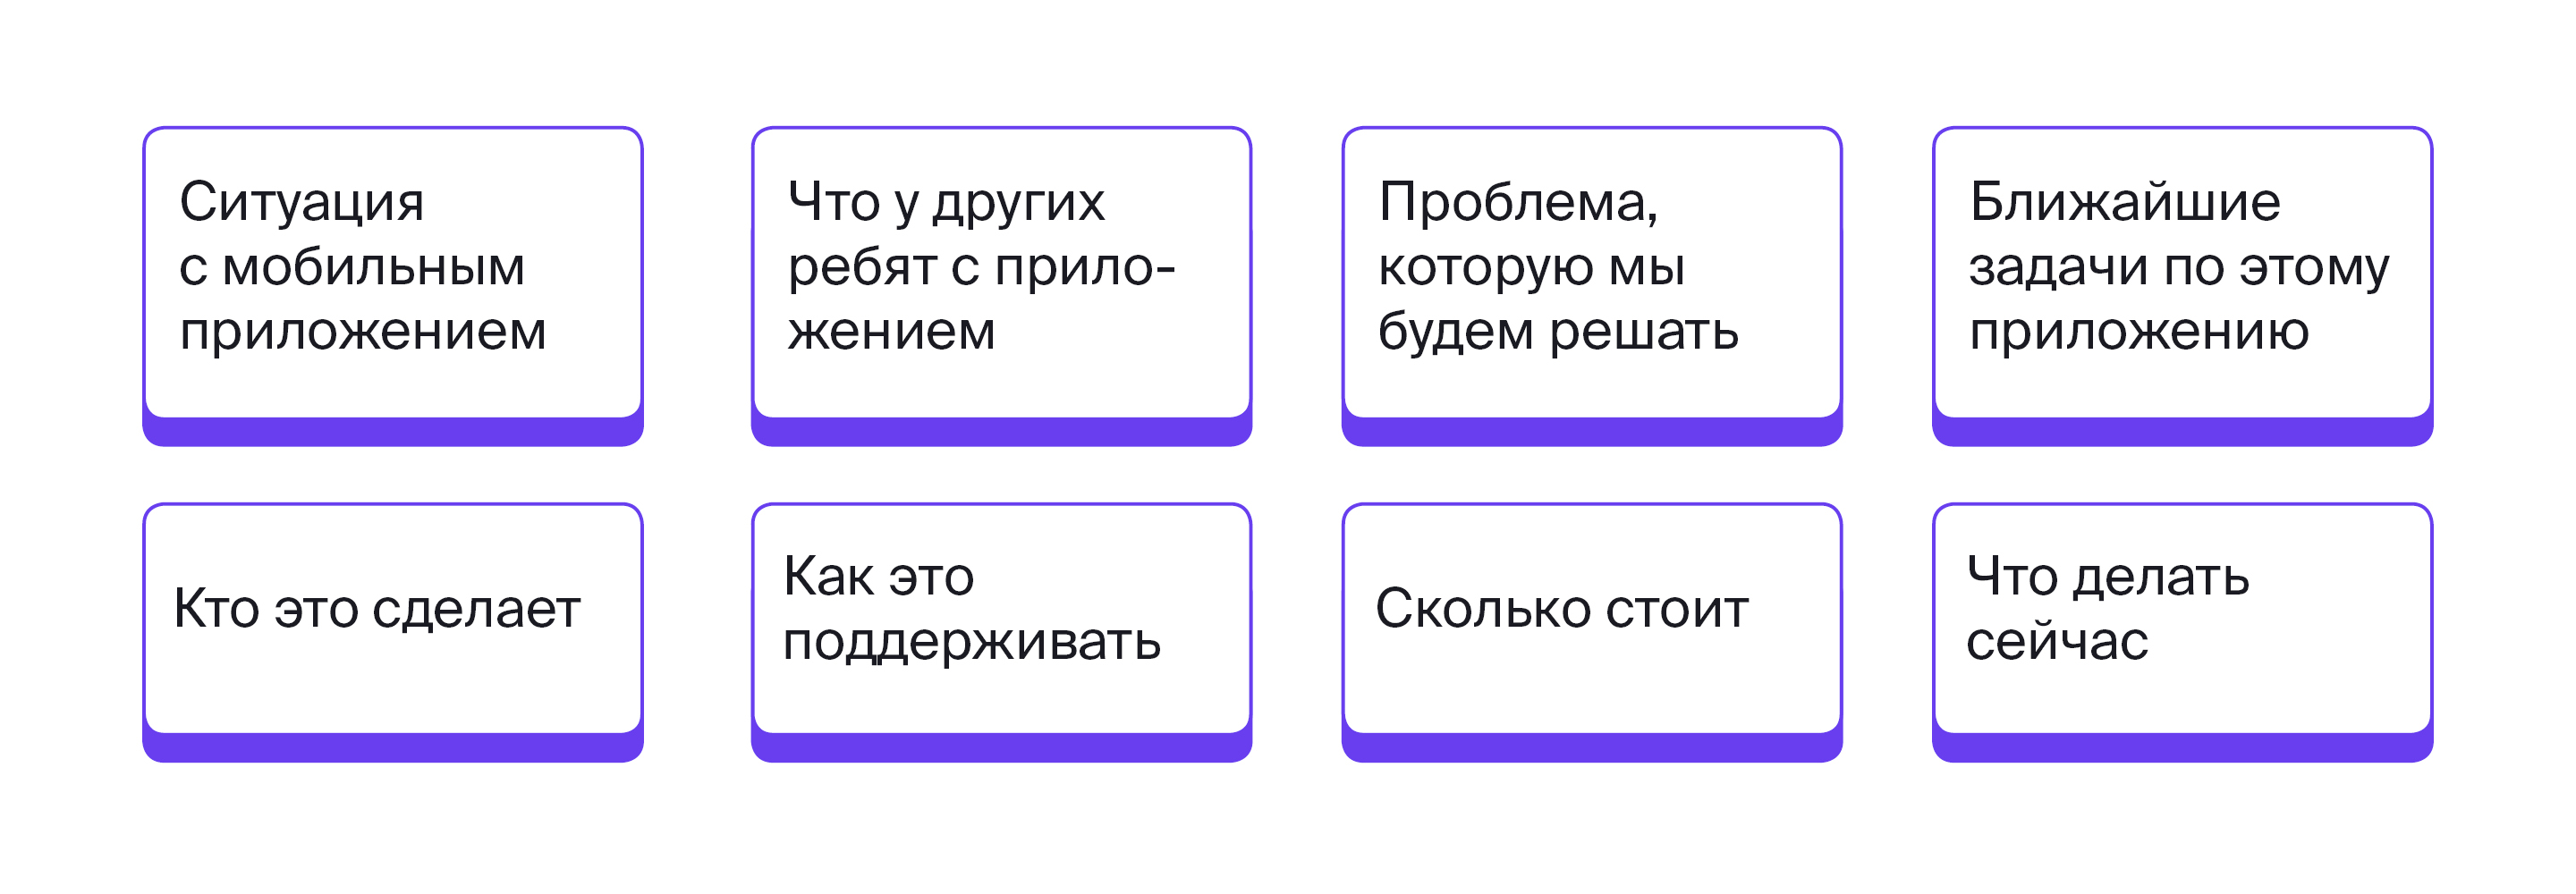 Ситуация
с мобильным
приложением
Что у других
ребят с прило-
жением
Проблема,
которую мы
будем решать
Ближайшие
задачи по этому
приложению
Кто это сделает
Как это
поддерживать
Сколько стоит
Что делать
сейчас